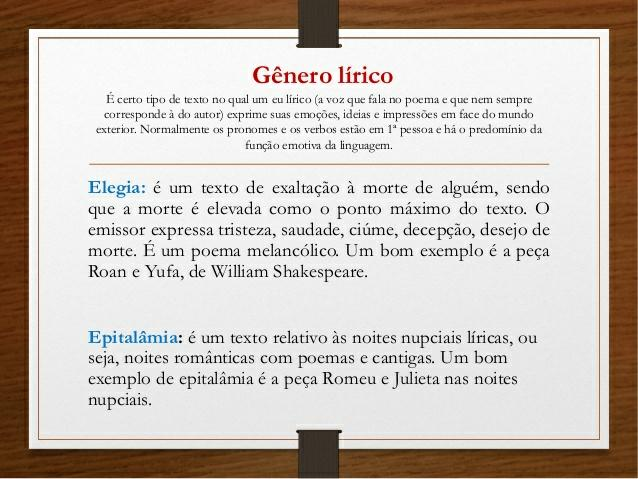 Gênero lírico
É certo tipo de texto no qual um eu lírico (a voz que fala no poema e que nem sempre
corresponde à do autor) exprime suas emoções, ideias e impressões em face do mundo
exterior. Normalmente os pronomes e os verbos estão em 1ª pessoa e há o predomínio da
função emotiva da linguagem.
Elegia: é um texto de exaltação à morte de alguém, sendo
que a morte é elevada como o ponto máximo do texto. O
emissor expressa tristeza, saudade, ciúme, decepção, desejo de
morte. É um poema melancólico. Um bom exemplo é a peça
Roan e Yufa, de William Shakespeare.
Epitalâmia: é um texto relativo às noites nupciais líricas, ou
seja, noites românticas com poemas e cantigas. Um bom
exemplo de epitalâmia é a peça Romeu e Julieta nas noites
nupciais.